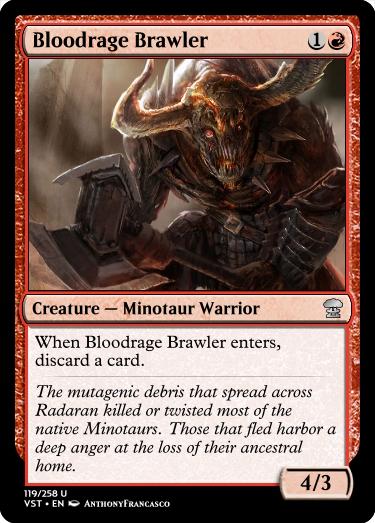 Bloodrage Brawler 1
Creature — Minotaur Warrior
When Bloodrage Brawler enters,
discard a card.
The mutagenic debris that spread across
Radaran killed or twisted most of the
native Minotaurs. Those that fled harbor a
deep anger at the loss of their ancestral
home.
4/3
119/258 U
VST • EN AnthonyFrancasco